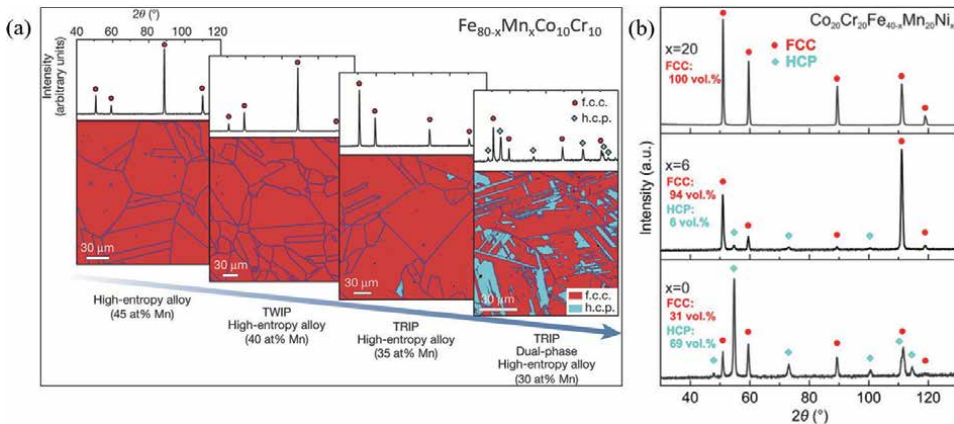 (a)
2θ (°)
40 60 80 100 120
Intensity
(arbitrary units)
Fe80-xMnxCo10Cr10
f.c.c.
h.c.p.
30 μm
30 μm
30 μm
30 μm
f.c.c.
h.c.p.
High-entropy alloy
(45 at% Mn)
TWIP
High-entropy alloy
(40 at% Mn)
TRIP
High-entropy alloy
(35 at% Mn)
TRIP
Dual-phase
High-entropy alloy
(30 at% Mn)
(b)
Co20Cr20Fe40-xMn20Nix
x=20
FCC:
100 vol.%
FCC
HCP
x=6
FCC:
94 vol.%
HCP:
6 vol.%
x=0
FCC:
31 vol.%
HCP:
69 vol.%
Intensity (a.u.)
40 60 80 100 120
2θ (°)